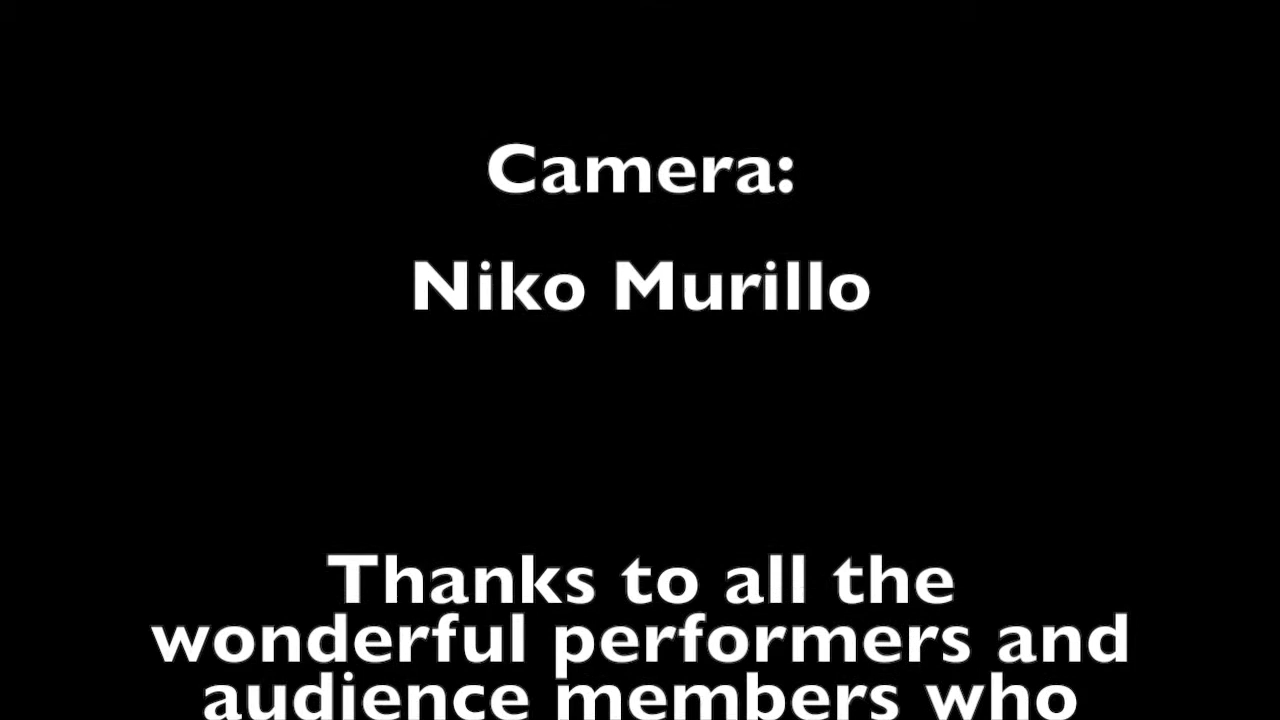 Camera:
Niko Murillo
Thanks to all the
wonderful performers and
audience members who